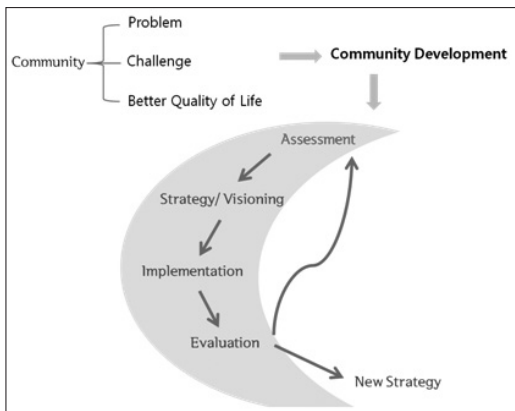 Problem
Community
Challenge
Community Development
Better Quality of Life
Assessment
Strategy/ Visioning
Implementation
Evaluation
New Strategy